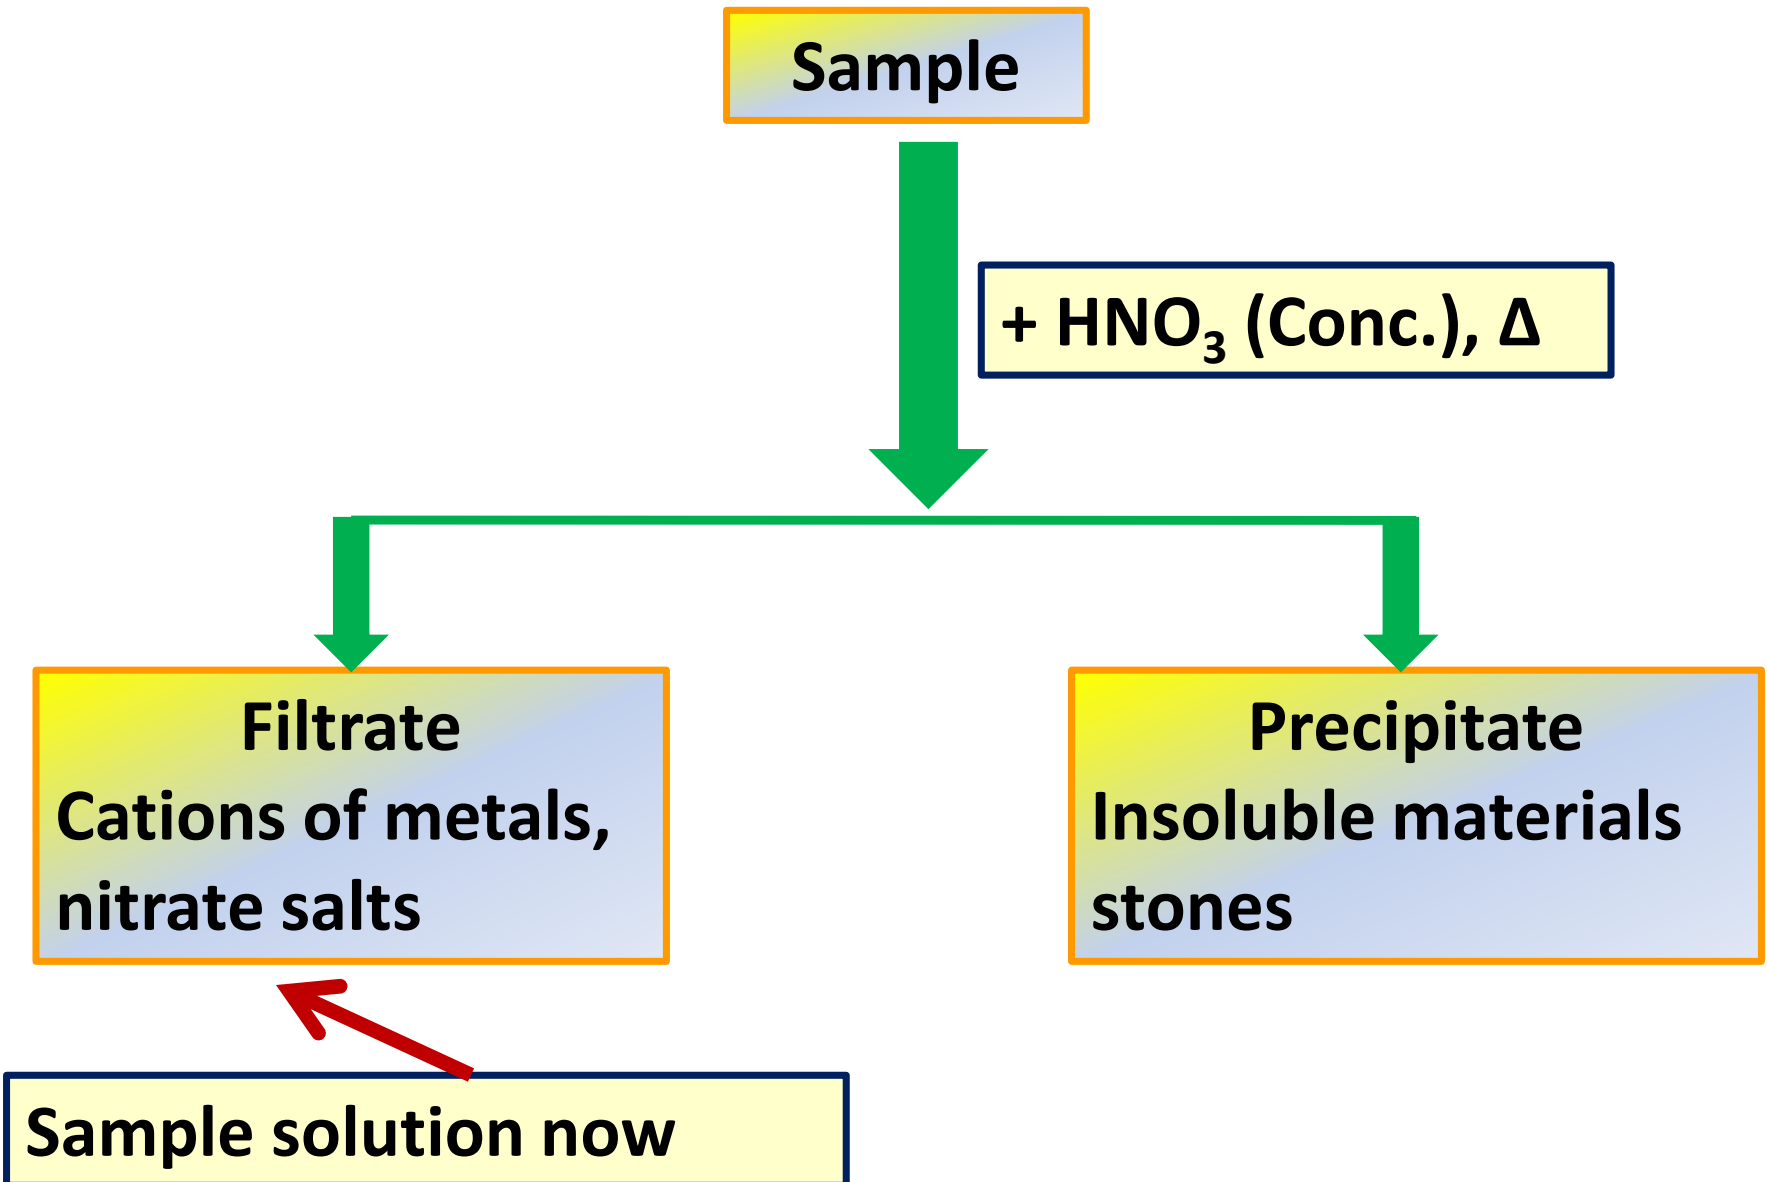 Sample
+ HNO₃ (Conc.), Δ
Filtrate
Cations of metals,
nitrate salts
Precipitate
Insoluble materials
stones
Sample solution now